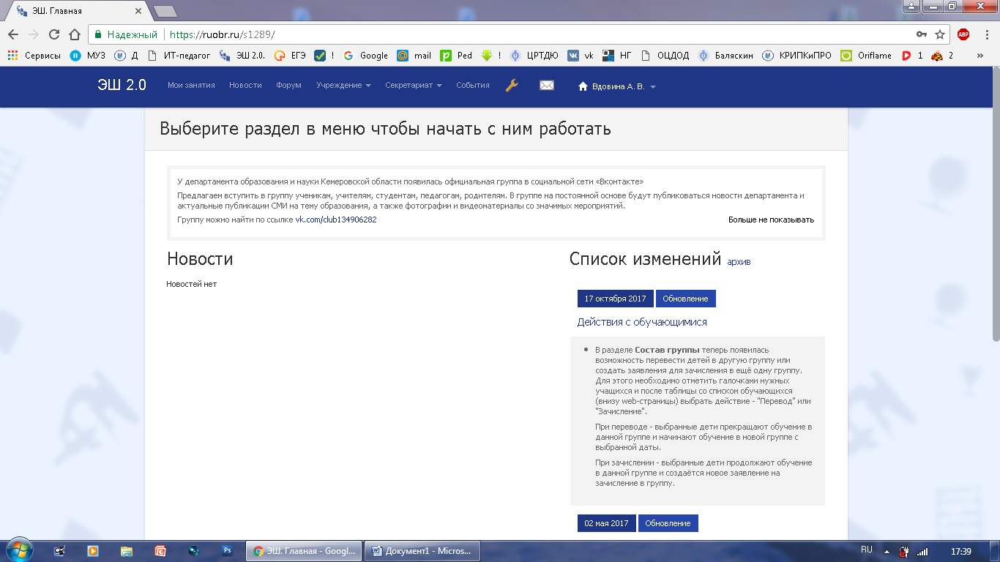 ЭШ. Главная
Надежный https://ruobr.ru/s1289/
ABP
Сервисы МУЗ Д ИТ-педагог ЭШ 2.0. ЕГЭ ! Google mail Ped ! ЦРТДЮ vk НГ ОЦДОД Баляскин КРИПКиПРО Oriflame 1 2 »
ЭШ 2.0 Мои занятия Новости Форум Учреждение Секретариат События Вдовина А. В.
Выберите раздел в меню чтобы начать с ним работать
У департамента образования и науки Кемеровской области появилась официальная группа в социальной сети «Вконтакте»
Предлагаем вступить в группу ученикам, учителям, студентам, педагогам, родителям. В группе на постоянной основе будут публиковаться новости департамента и
актуальные публикации СМИ на тему образования, а также фотографии и видеоматериалы со значимых мероприятий.
Группу можно найти по ссылке vk.com/club134906282 Больше не показывать
Новости
Новостей нет
Список изменений архив
17 октября 2017 Обновление
Действия с обучающимися
В разделе Состав группы теперь появилась
возможность перевести детей в другую группу или
создать заявления для зачисления в ещё одну группу.
Для этого необходимо отметить галочками нужных
учащихся и после таблицы со списком обучающихся
(внизу web-страницы) выбрать действие - "Перевод" или
"Зачисление".
При переводе - выбранные дети прекращают обучение в
данной группе и начинают обучение в новой группе с
выбранной даты.
При зачислении - выбранные дети продолжают обучение
в данной группе и создаётся новое заявление на
зачисление в группу.
02 мая 2017 Обновление
Ps ЭШ. Главная - Googl... Документ1 - Micros... RU 17:39